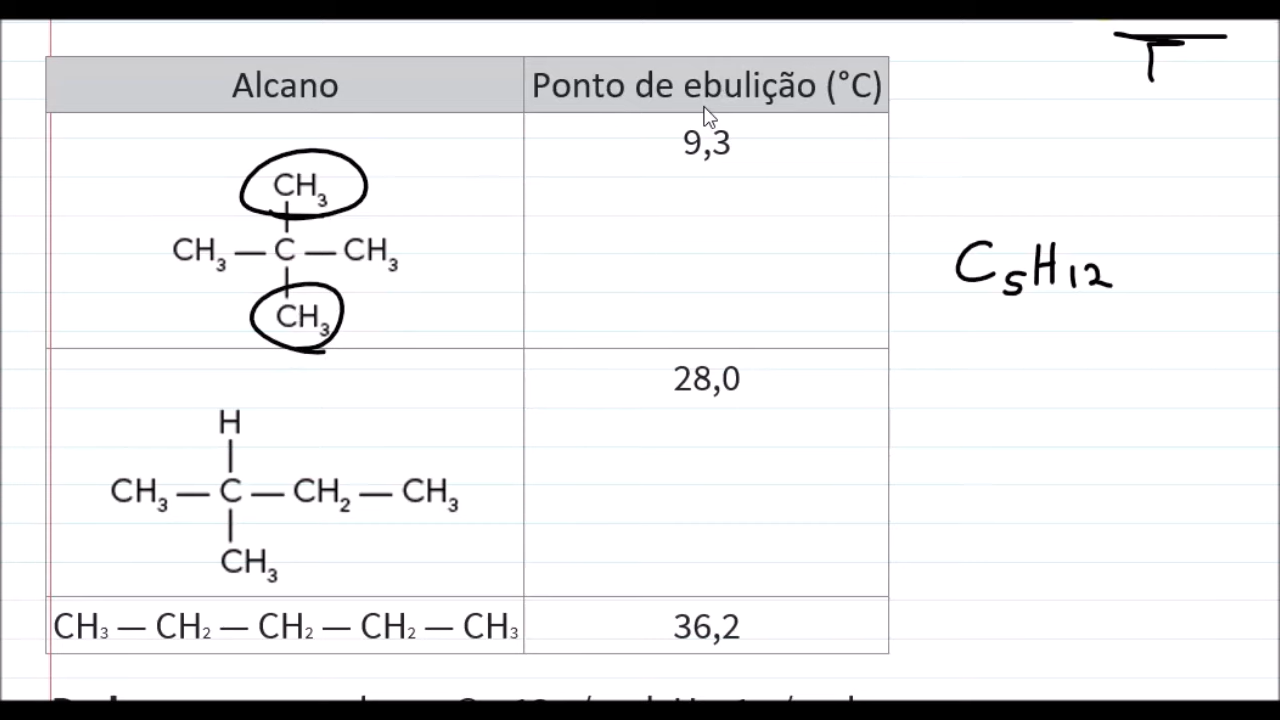 T
Alcano Ponto de ebulição (°C)
9,3
CH₃
CH₃ — C — CH₃
CH₃
C₅H₁₂
28,0
H
CH₃ — C — CH₂ — CH₃
CH₃
CH₃ — CH₂ — CH₂ — CH₂ — CH₃ 36,2